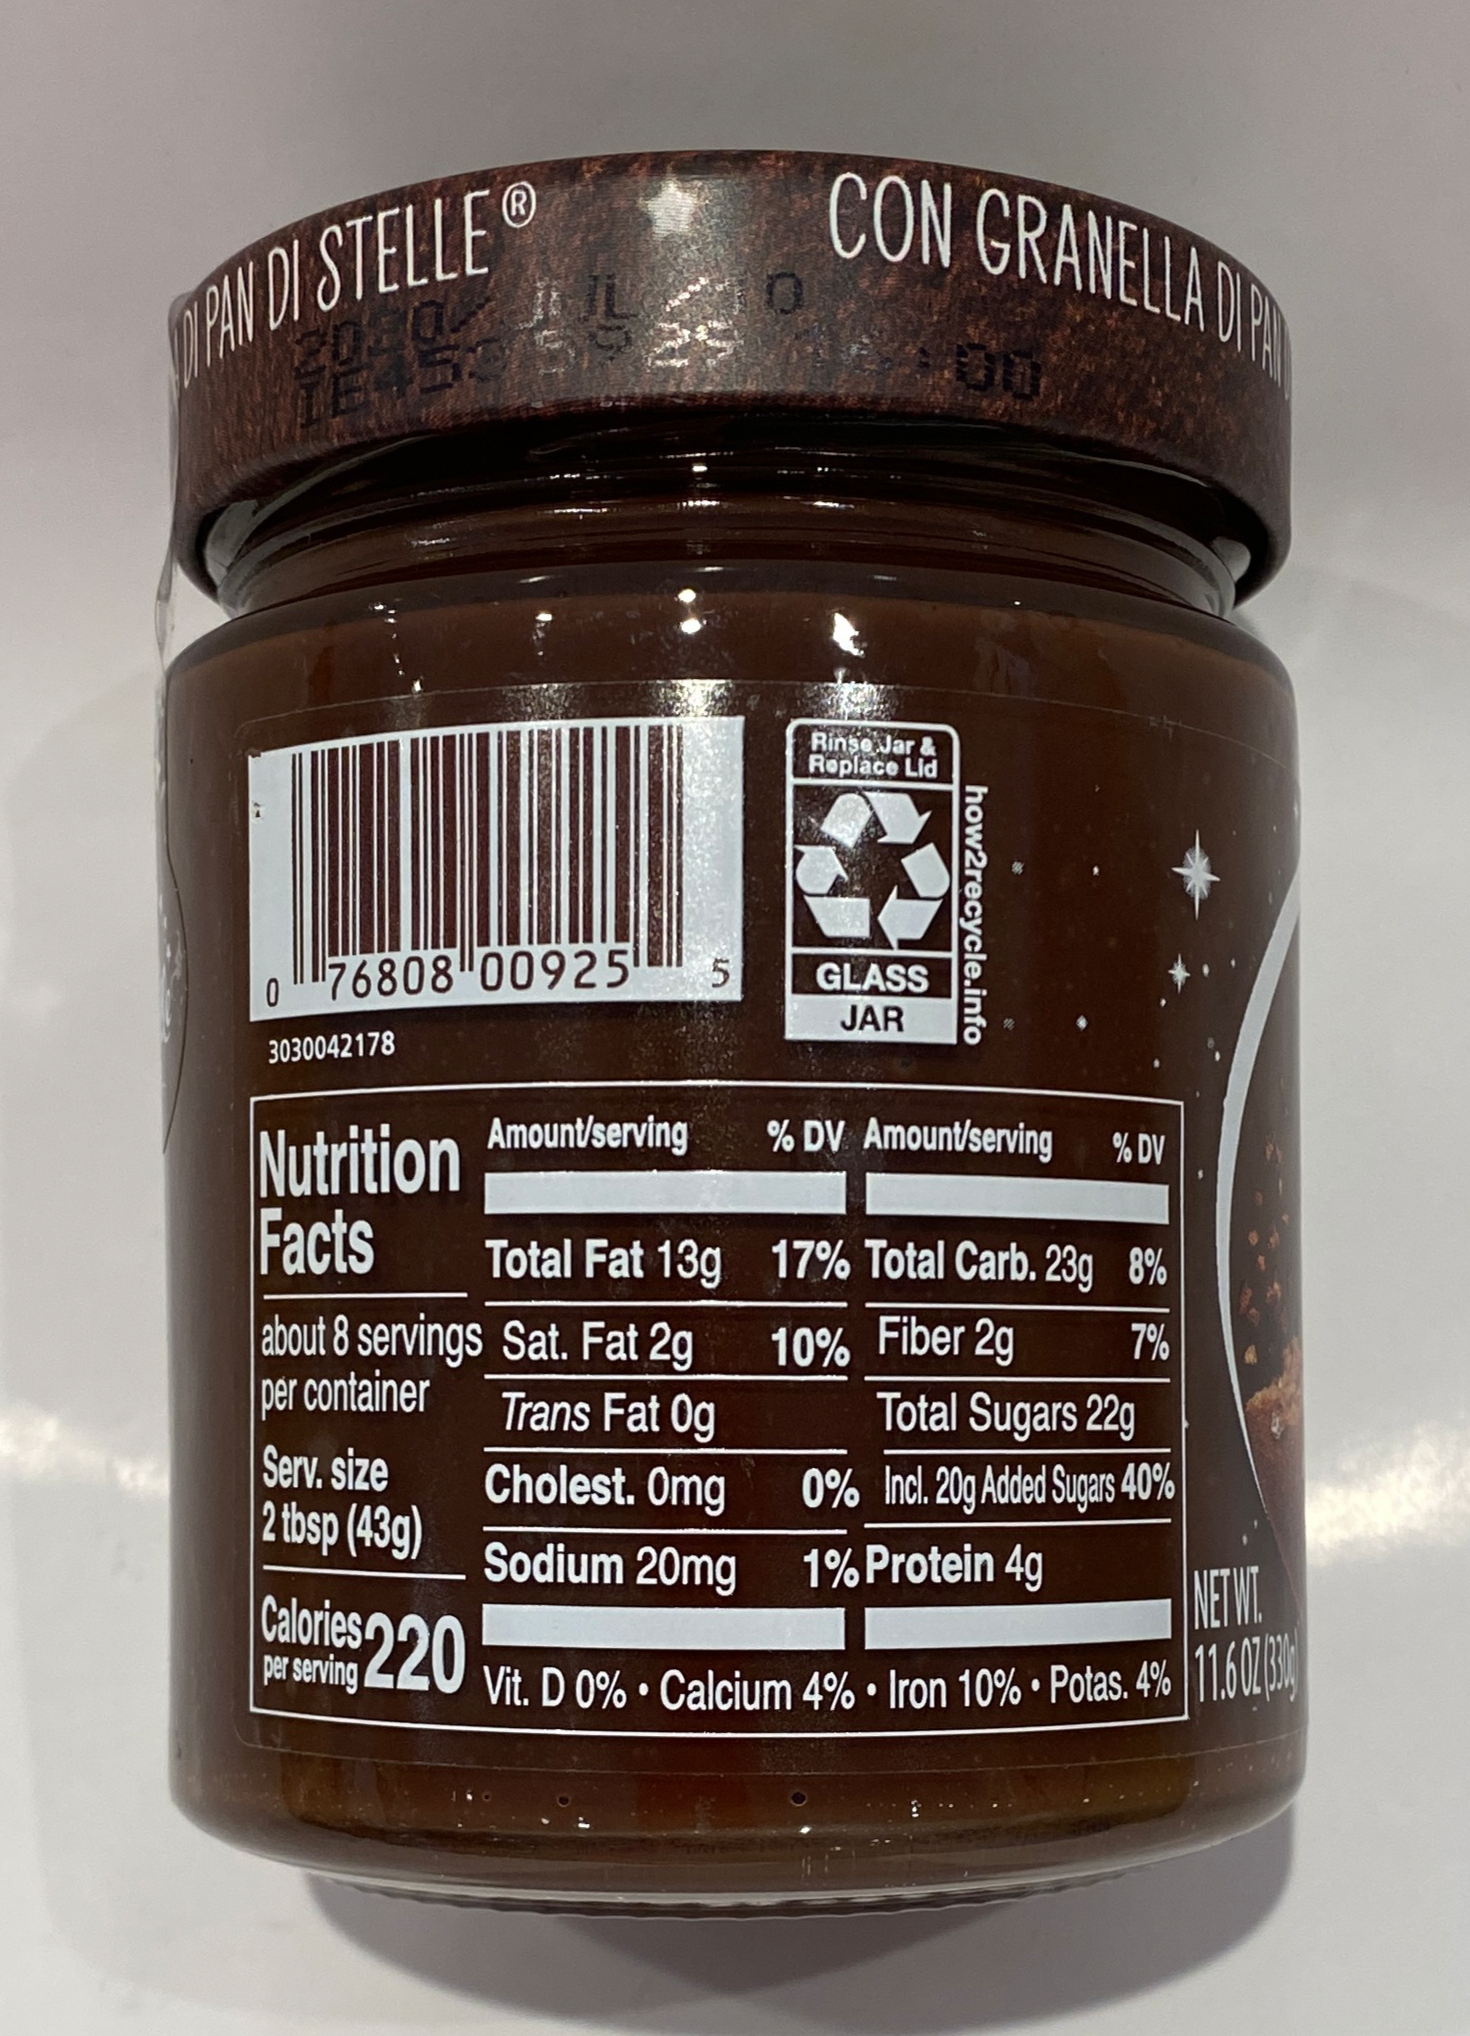 DI PAN DI STELLE®
CON GRANELLA DI PAN
Rinse Jar &
Replace Lid
GLASS
JAR
how2recycle.info
0 76808 00925 5
3030042178
Nutrition
Facts
about 8 servings
per container
Serv. size
2 tbsp (43g)
Calories 220
per serving
Amount/serving % DV
Total Fat 13g 17%
Sat. Fat 2g 10%
Trans Fat 0g
Cholest. 0mg 0%
Sodium 20mg 1%
Amount/serving % DV
Total Carb. 23g 8%
Fiber 2g 7%
Total Sugars 22g
Incl. 20g Added Sugars 40%
Protein 4g
Vit. D 0% • Calcium 4% • Iron 10% • Potas. 4%
NET WT.
11.6 OZ (330g)